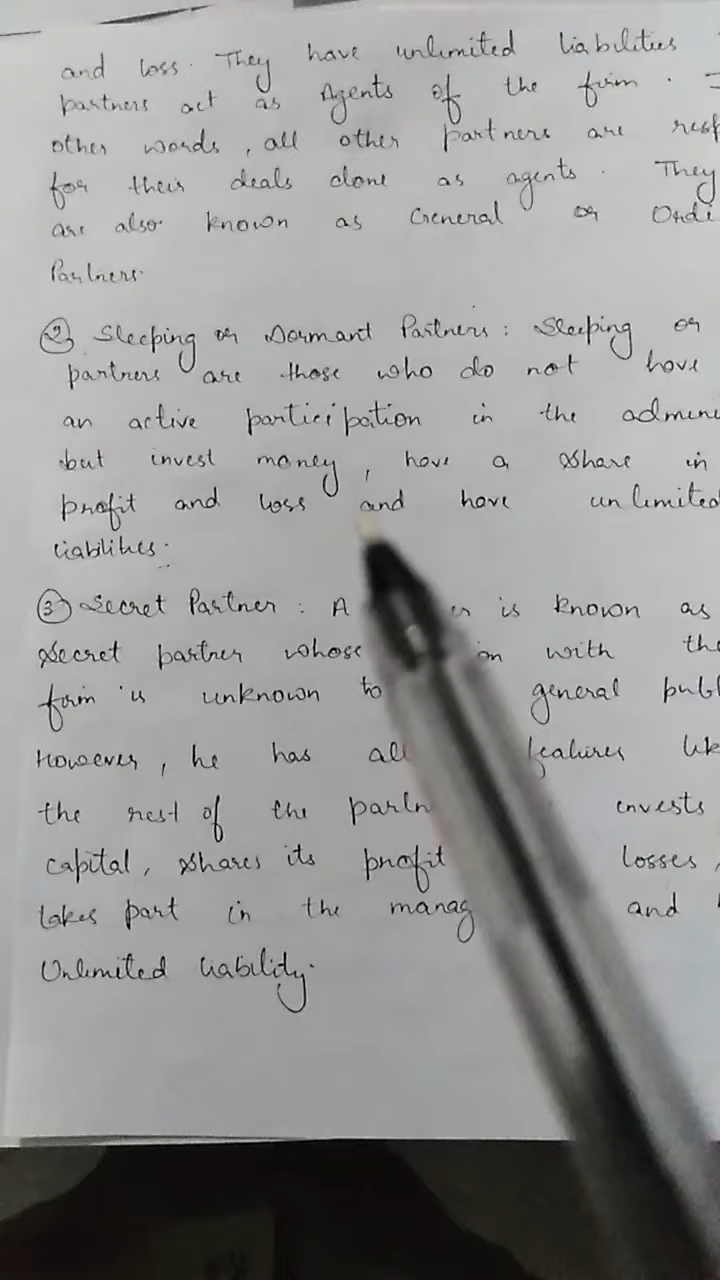 and loss. They have unlimited liabilities
partners act as Agents of the firm.
other words, all other partners are
for their deals done as agents. They
are also known as General or
Partners.
② Sleeping or Dormant Partners: Sleeping or
partners are those who do not have
an active participation in the
but invest money, have a share in
profit and loss and have unlimited
liabilities.
③ Secret Partner: A is known as
secret partner whose with the
firm is unknown to general
However, he has all features
the rest of the invests
capital, shares its profit losses,
takes part in the and
Unlimited liability.